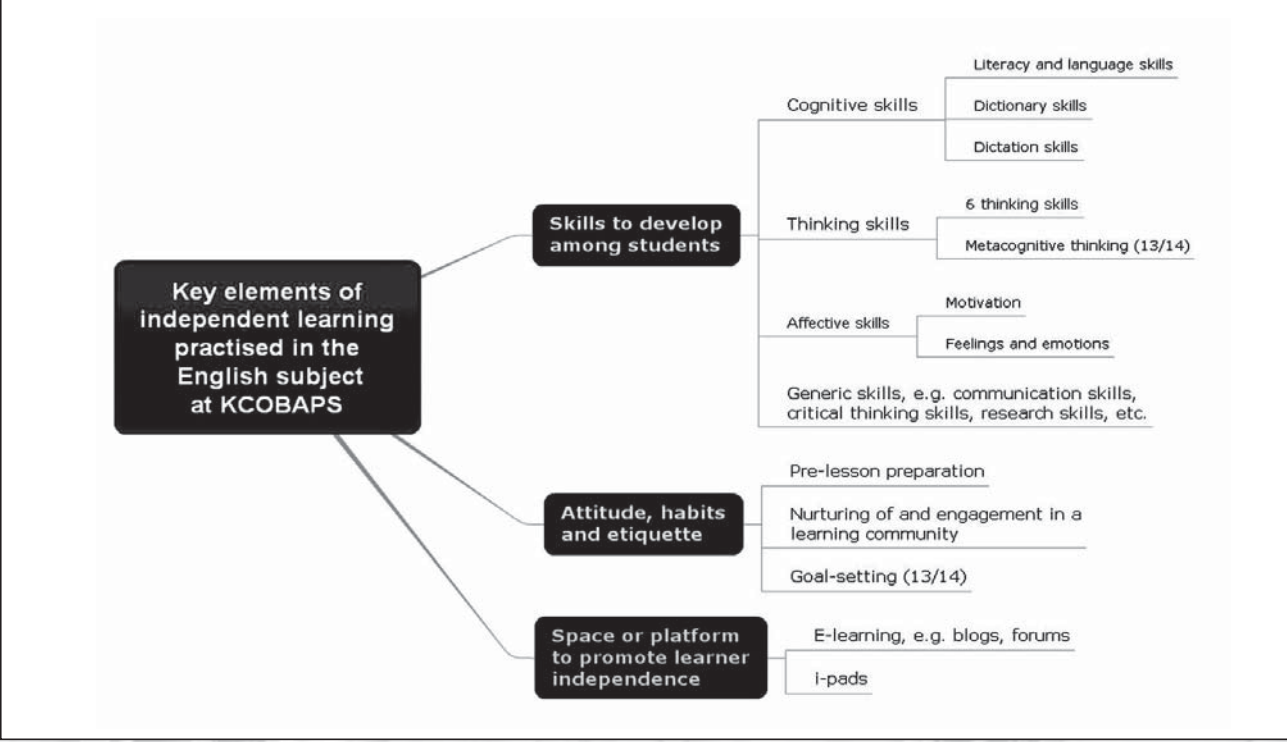 Key elements of
independent learning
practised in the
English subject
at KCOBAPS
Skills to develop
among students
Cognitive skills
Literacy and language skills
Dictionary skills
Dictation skills
Thinking skills
6 thinking skills
Metacognitive thinking (13/14)
Affective skills
Motivation
Feelings and emotions
Generic skills, e.g. communication skills,
critical thinking skills, research skills, etc.
Attitude, habits
and etiquette
Pre-lesson preparation
Nurturing of and engagement in a
learning community
Goal-setting (13/14)
Space or platform
to promote learner
independence
E-learning, e.g. blogs, forums
i-pads